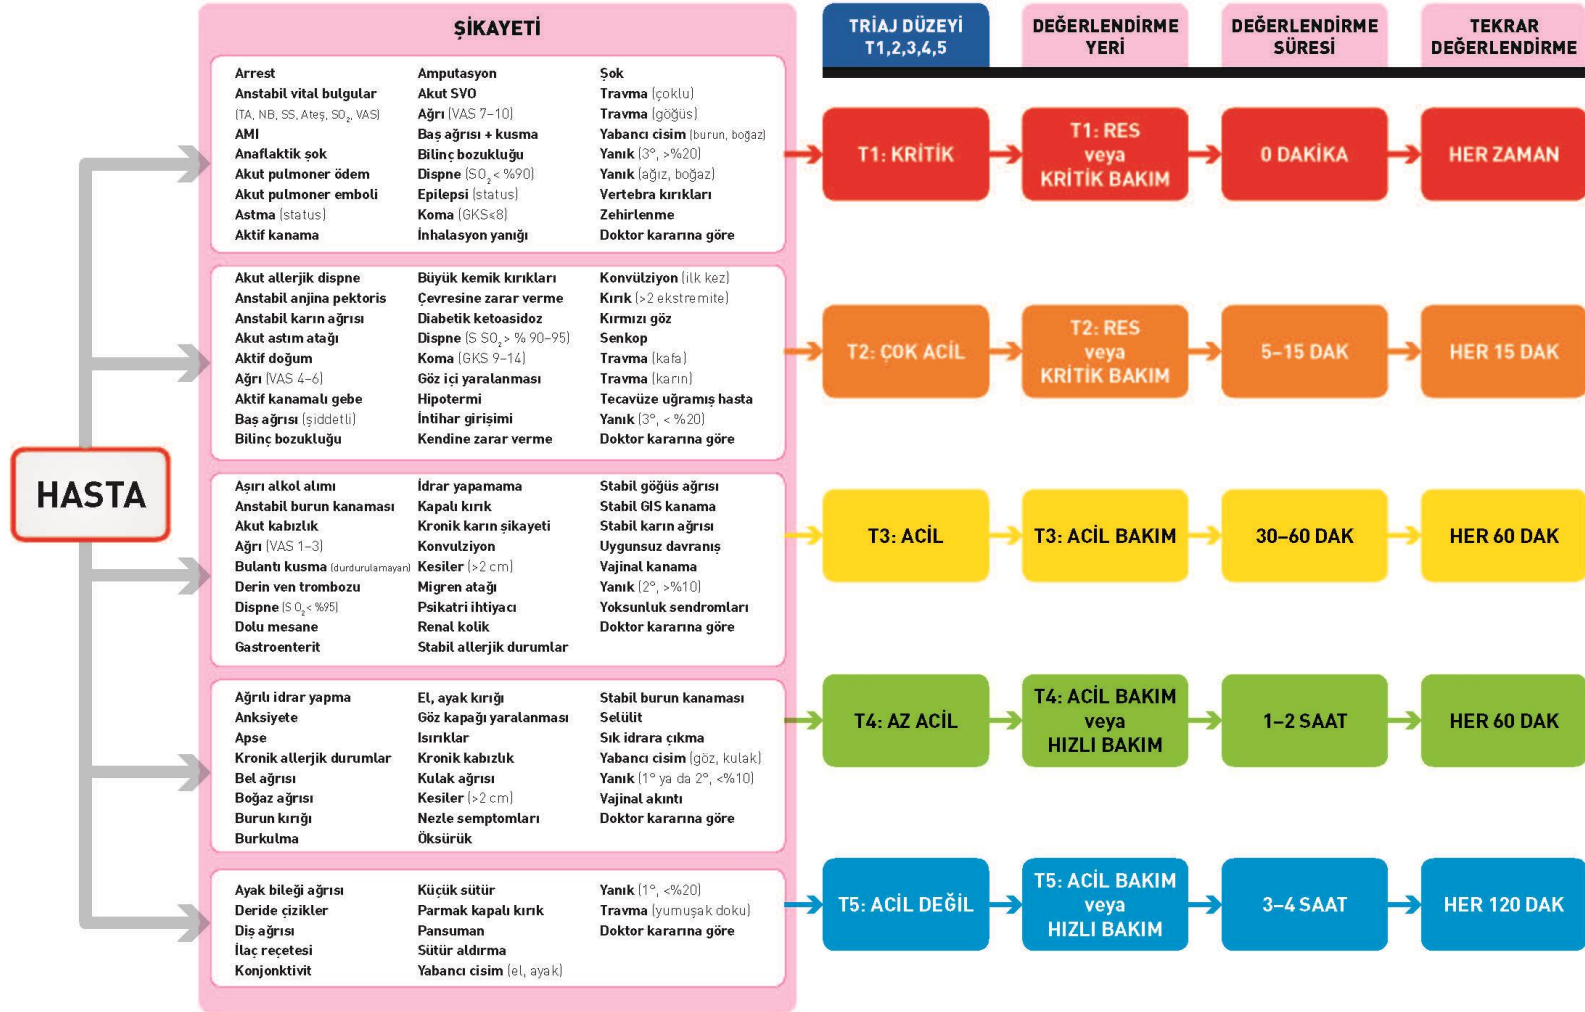 HASTA
ŞİKAYETİ
Arrest
Anstabil vital bulgular
(TA, NB, SS, Ateş, SO₂, VAS)
AMI
Anaflaktik şok
Akut pulmoner ödem
Akut pulmoner emboli
Astma (status)
Aktif kanama
Amputasyon
Akut SVO
Ağrı (VAS 7–10)
Baş ağrısı + kusma
Bilinç bozukluğu
Dispne (SO₂ < %90)
Epilepsi (status)
Koma (GKS≤8)
İnhalasyon yanığı
Şok
Travma (çoklu)
Travma (göğüs)
Yabancı cisim (burun, boğaz)
Yanık (3°, >%20)
Yanık (ağız, boğaz)
Vertebra kırıkları
Zehirlenme
Doktor kararına göre
Akut allerjik dispne
Anstabil anjina pektoris
Anstabil karın ağrısı
Akut astım atağı
Aktif doğum
Ağrı (VAS 4–6)
Aktif kanamalı gebe
Baş ağrısı (şiddetli)
Bilinç bozukluğu
Büyük kemik kırıkları
Çevresine zarar verme
Diabetik ketoasidoz
Dispne (S SO₂ > % 90–95)
Koma (GKS 9–14)
Göz içi yaralanması
Hipotermi
İntihar girişimi
Kendine zarar verme
Konvülziyon (ilk kez)
Kırık (>2 ekstremite)
Kırmızı göz
Senkop
Travma (kafa)
Travma (karın)
Tecavüze uğramış hasta
Yanık (3°, < %20)
Doktor kararına göre
Aşırı alkol alımı
Anstabil burun kanaması
Akut kabızlık
Ağrı (VAS 1–3)
Bulantı kusma (durdurulamayan)
Derin ven trombozu
Dispne (S O₂ < %95)
Dolu mesane
Gastroenterit
İdrar yapamama
Kapalı kırık
Kronik karın şikayeti
Konvulziyon
Kesiler (>2 cm)
Migren atağı
Psikatri ihtiyacı
Renal kolik
Stabil allerjik durumlar
Stabil göğüs ağrısı
Stabil GIS kanama
Stabil karın ağrısı
Uygunsuz davranış
Vajinal kanama
Yanık (2°, >%10)
Yoksunluk sendromları
Doktor kararına göre
Ağrılı idrar yapma
Anksiyete
Apse
Kronik allerjik durumlar
Bel ağrısı
Boğaz ağrısı
Burun kırığı
Burkulma
El, ayak kırığı
Göz kapağı yaralanması
Isırıklar
Kronik kabızlık
Kulak ağrısı
Kesiler (>2 cm)
Nezle semptomları
Öksürük
Stabil burun kanaması
Selülit
Sık idrara çıkma
Yabancı cisim (göz, kulak)
Yanık (1° ya da 2°, <%10)
Vajinal akıntı
Doktor kararına göre
Ayak bileği ağrısı
Deride çizikler
Diş ağrısı
İlaç reçetesi
Konjonktivit
Küçük sütür
Parmak kapalı kırık
Pansuman
Sütür aldırma
Yabancı cisim (el, ayak)
Yanık (1°, <%20)
Travma (yumuşak doku)
Doktor kararına göre
TRİAJ DÜZEYİ
T1,2,3,4,5
DEĞERLENDİRME
YERİ
DEĞERLENDİRME
SÜRESİ
TEKRAR
DEĞERLENDİRME
T1: KRİTİK
T1: RES
veya
KRİTİK BAKIM
0 DAKİKA
HER ZAMAN
T2: ÇOK ACİL
T2: RES
veya
KRİTİK BAKIM
5–15 DAK
HER 15 DAK
T3: ACİL
T3: ACİL BAKIM
30–60 DAK
HER 60 DAK
T4: AZ ACİL
T4: ACİL BAKIM
veya
HIZLI BAKIM
1–2 SAAT
HER 60 DAK
T5: ACİL DEĞİL
T5: ACİL BAKIM
veya
HIZLI BAKIM
3–4 SAAT
HER 120 DAK